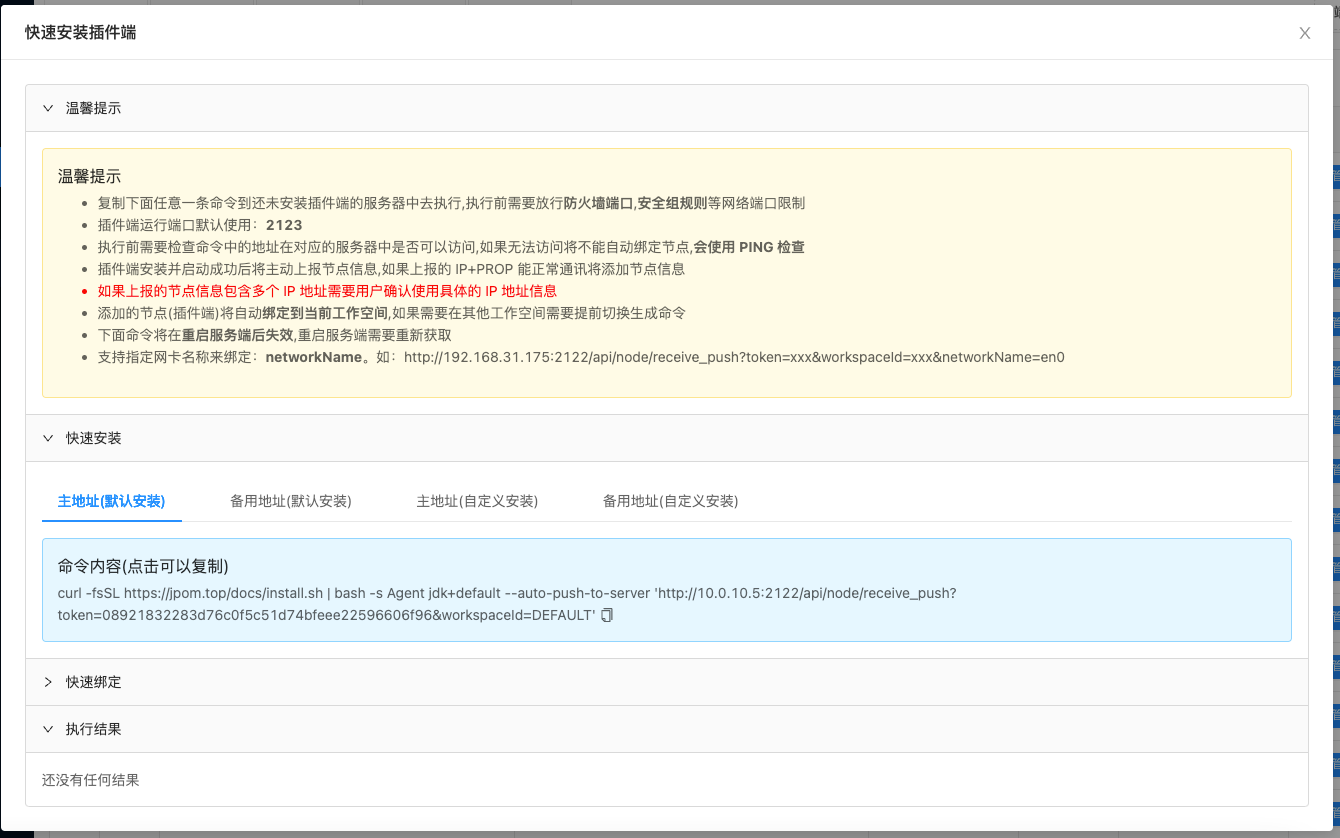 快速安装插件端
温馨提示
温馨提示
复制下面任意一条命令到还未安装插件端的服务器中去执行,执行前需要放行防火墙端口,安全组规则等网络端口限制
插件端运行端口默认使用：2123
执行前需要检查命令中的地址在对应的服务器中是否可以访问,如果无法访问将不能自动绑定节点,会使用 PING 检查
插件端安装并启动成功后将主动上报节点信息,如果上报的 IP+PROP 能正常通讯将添加节点信息
如果上报的节点信息包含多个 IP 地址需要用户确认使用具体的 IP 地址信息
添加的节点(插件端)将自动绑定到当前工作空间,如果需要在其他工作空间需要提前切换生成命令
下面命令将在重启服务端后失效,重启服务端需要重新获取
支持指定网卡名称来绑定：networkName。如：http://192.168.31.175:2122/api/node/receive_push?token=xxx&workspaceId=xxx&networkName=en0
快速安装
主地址(默认安装) 备用地址(默认安装) 主地址(自定义安装) 备用地址(自定义安装)
命令内容(点击可以复制)
curl -fsSL https://jpom.top/docs/install.sh | bash -s Agent jdk+default --auto-push-to-server 'http://10.0.10.5:2122/api/node/receive_push?
token=08921832283d76c0f5c51d74bfeee22596606f96&workspaceId=DEFAULT'
快速绑定
执行结果
还没有任何结果